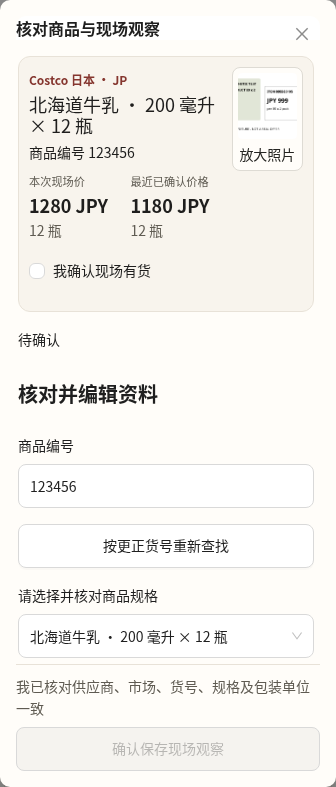 核对商品与现场观察
Costco 日本 · JP
北海道牛乳 · 200 毫升
× 12 瓶
商品编号 123456
JPY 999
放大照片
本次现场价
最近已确认价格
1280 JPY
1180 JPY
12 瓶
12 瓶
我确认现场有货
待确认
核对并编辑资料
商品编号
123456
按更正货号重新查找
请选择并核对商品规格
北海道牛乳 · 200 毫升 × 12 瓶
我已核对供应商、市场、货号、规格及包装单位
一致
确认保存现场观察